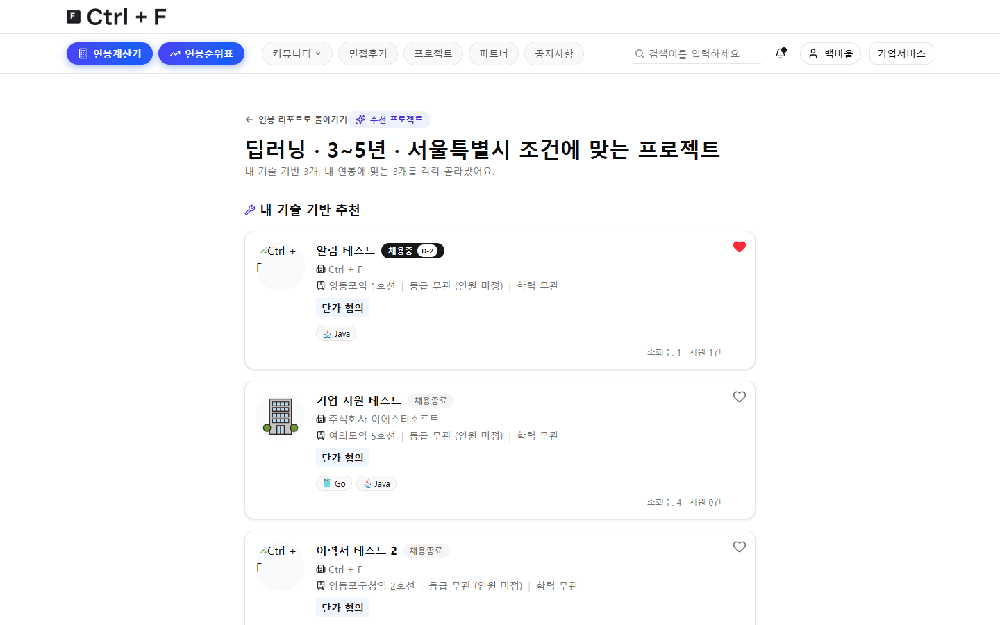 F Ctrl + F
연봉계산기
연봉순위표
커뮤니티
면접후기
프로젝트
파트너
공지사항
검색어를 입력하세요
백바울
기업서비스
연봉 리포트로 돌아가기
추천 프로젝트
딥러닝 · 3~5년 · 서울특별시 조건에 맞는 프로젝트
내 기술 기반 3개, 내 연봉에 맞는 3개를 각각 골라봤어요.
내 기술 기반 추천
Ctrl +
F
알림 테스트 채용중 D-2
Ctrl + F
영등포역 1호선 | 등급 무관 (인원 미정) | 학력 무관
단가 협의
Java
조회수: 1 · 지원 1건
기업 지원 테스트 채용종료
주식회사 이에스티소프트
여의도역 5호선 | 등급 무관 (인원 미정) | 학력 무관
단가 협의
Go Java
조회수: 4 · 지원 0건
Ctrl +
F
이력서 테스트 2 채용종료
Ctrl + F
영등포구청역 2호선 | 등급 무관 (인원 미정) | 학력 무관
단가 협의